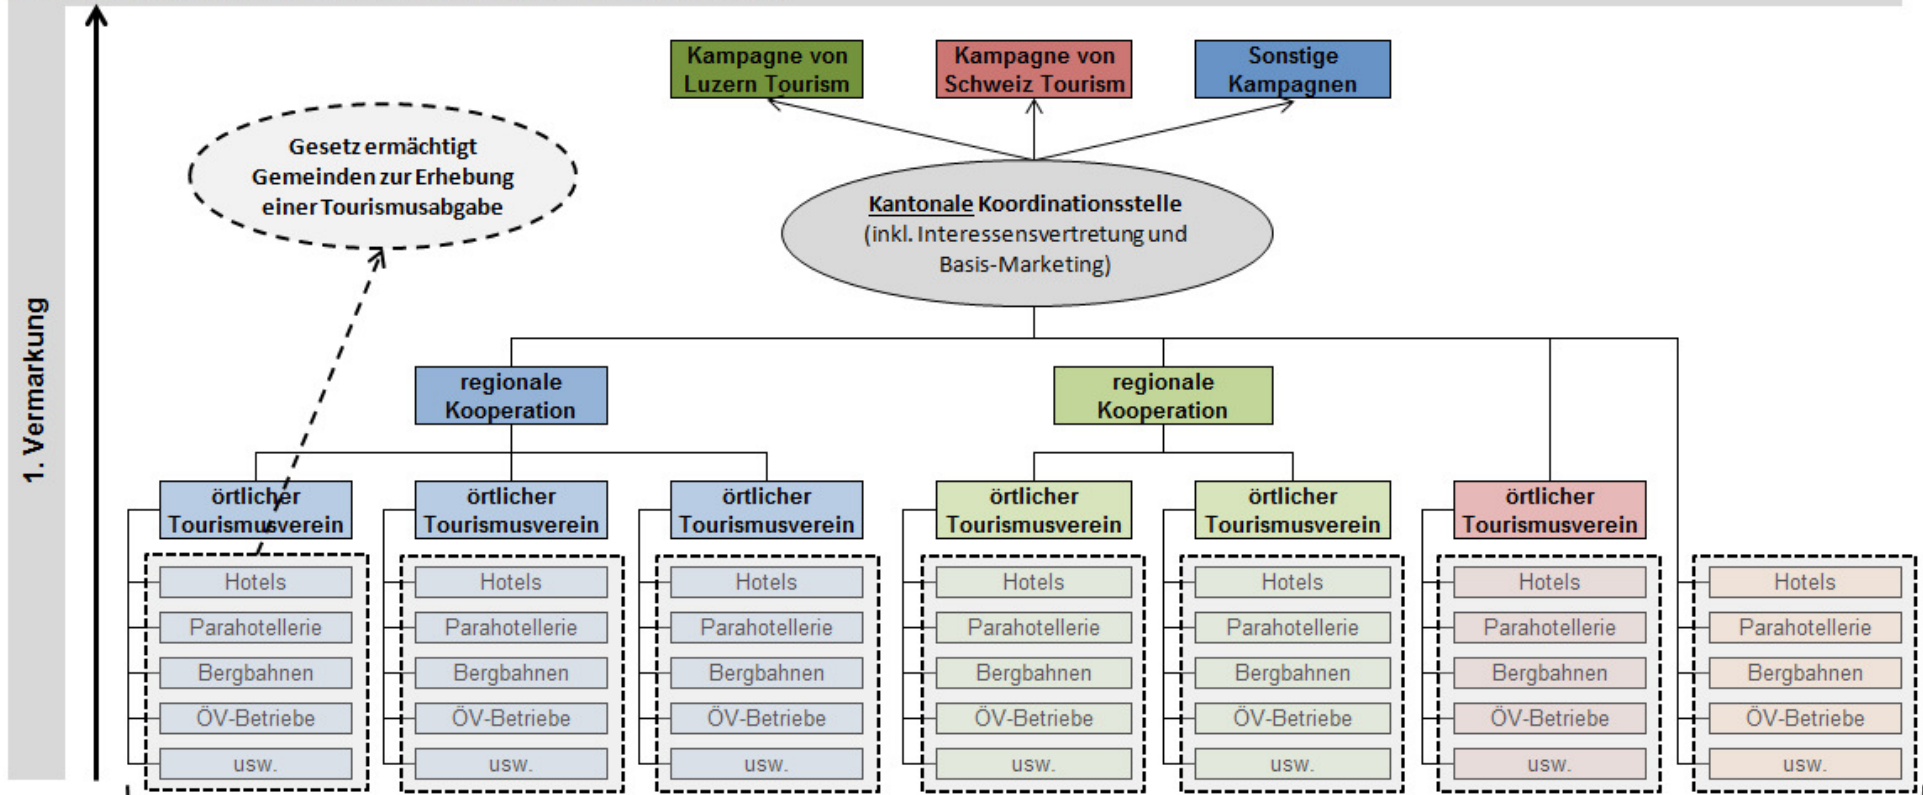 1. Vermarkung
Kampagne von
Luzern Tourism
Kampagne von
Schweiz Tourism
Sonstige
Kampagnen
Gesetz ermächtigt
Gemeinden zur Erhebung
einer Tourismusabgabe
Kantonale Koordinationsstelle
(inkl. Interessensvertretung und
Basis-Marketing)
regionale
Kooperation
regionale
Kooperation
örtlicher
Tourismusverein
örtlicher
Tourismusverein
örtlicher
Tourismusverein
örtlicher
Tourismusverein
örtlicher
Tourismusverein
örtlicher
Tourismusverein
Hotels
Hotels
Hotels
Hotels
Hotels
Hotels
Hotels
Parahotellerie
Parahotellerie
Parahotellerie
Parahotellerie
Parahotellerie
Parahotellerie
Parahotellerie
Bergbahnen
Bergbahnen
Bergbahnen
Bergbahnen
Bergbahnen
Bergbahnen
Bergbahnen
ÖV-Betriebe
ÖV-Betriebe
ÖV-Betriebe
ÖV-Betriebe
ÖV-Betriebe
ÖV-Betriebe
ÖV-Betriebe
usw.
usw.
usw.
usw.
usw.
usw.
usw.